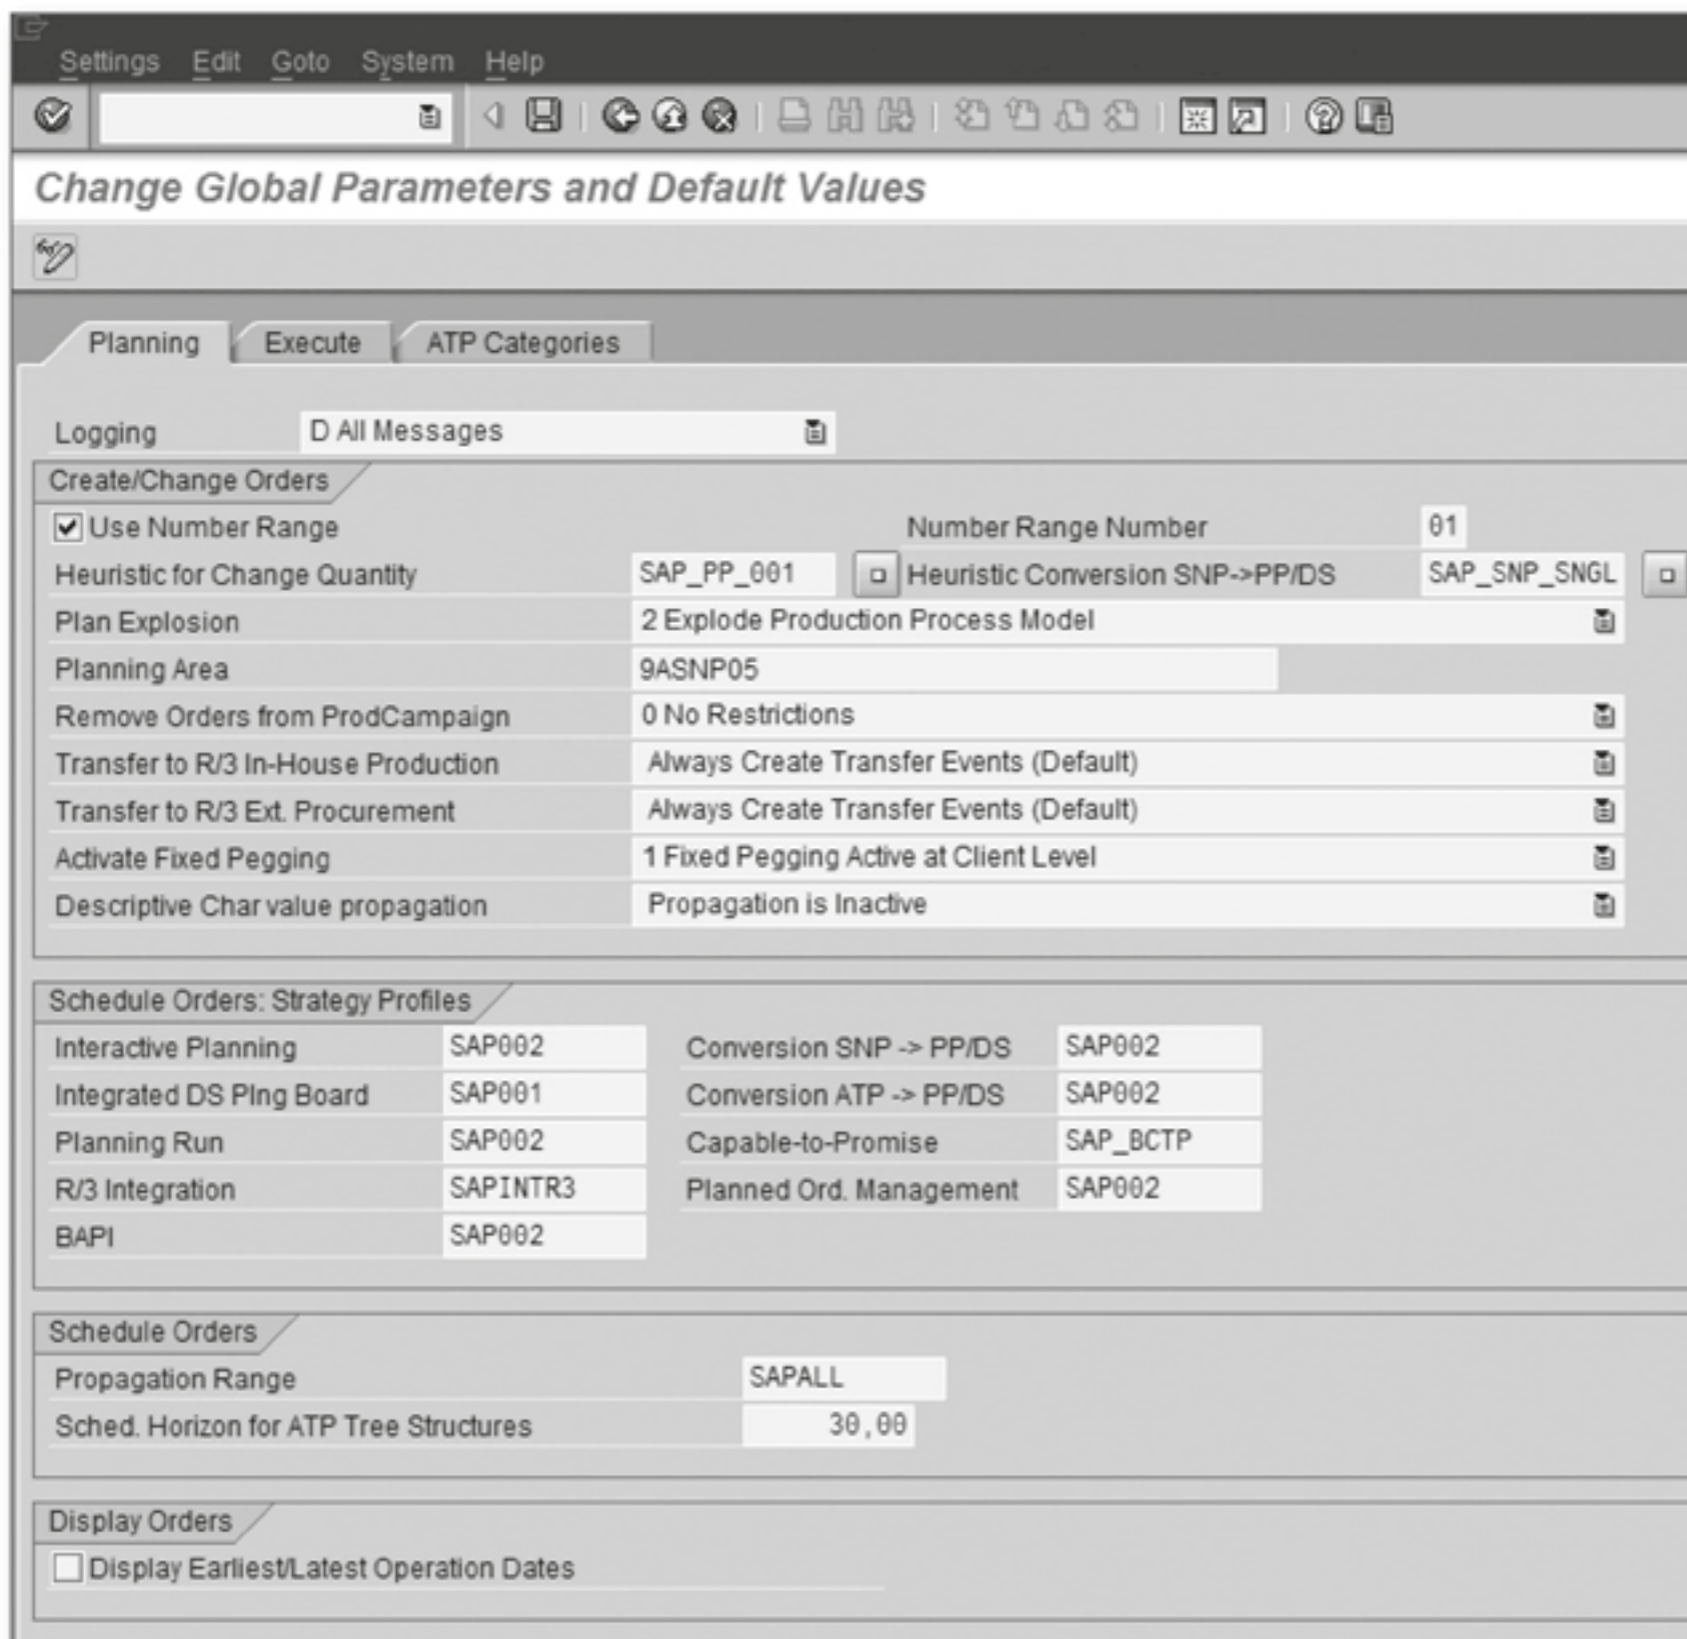 Settings Edit Goto System Help
Change Global Parameters and Default Values
Planning Execute ATP Categories
Logging D All Messages
Create/Change Orders
Use Number Range Number Range Number 01
Heuristic for Change Quantity SAP_PP_001 Heuristic Conversion SNP->PP/DS SAP_SNP_SNGL
Plan Explosion 2 Explode Production Process Model
Planning Area 9ASNP05
Remove Orders from ProdCampaign 0 No Restrictions
Transfer to R/3 In-House Production Always Create Transfer Events (Default)
Transfer to R/3 Ext. Procurement Always Create Transfer Events (Default)
Activate Fixed Pegging 1 Fixed Pegging Active at Client Level
Descriptive Char value propagation Propagation is Inactive
Schedule Orders: Strategy Profiles
Interactive Planning SAP002 Conversion SNP -> PP/DS SAP002
Integrated DS Plng Board SAP001 Conversion ATP -> PP/DS SAP002
Planning Run SAP002 Capable-to-Promise SAP_BCTP
R/3 Integration SAPINTR3 Planned Ord. Management SAP002
BAPI SAP002
Schedule Orders
Propagation Range SAPALL
Sched. Horizon for ATP Tree Structures 30,00
Display Orders
Display Earliest/Latest Operation Dates